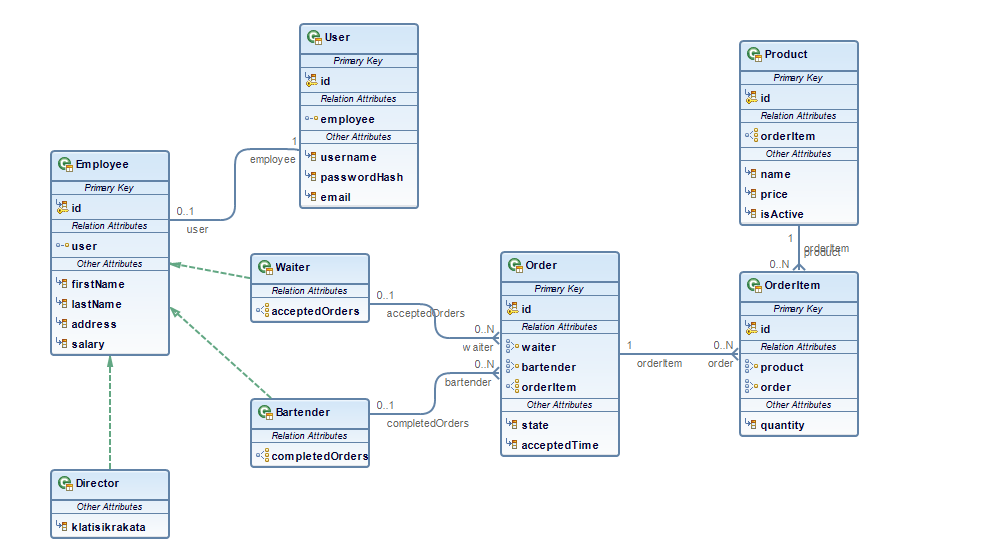 User
Primary Key
id
Relation Attributes
employee
Other Attributes
username
passwordHash
email
1
employee
Employee
Primary Key
id
Relation Attributes
user
Other Attributes
firstName
lastName
address
salary
0..1
user
Waiter
Relation Attributes
acceptedOrders
0..1
acceptedOrders
0..N
waiter
Bartender
Relation Attributes
completedOrders
0..1
completedOrders
0..N
bartender
Director
Other Attributes
klatisikrakata
Order
Primary Key
id
Relation Attributes
waiter
bartender
orderItem
Other Attributes
state
acceptedTime
1
orderItem
0..N
order
Product
Primary Key
id
Relation Attributes
orderItem
Other Attributes
name
price
isActive
1
orderItem
product
0..N
OrderItem
Primary Key
id
Relation Attributes
product
order
Other Attributes
quantity